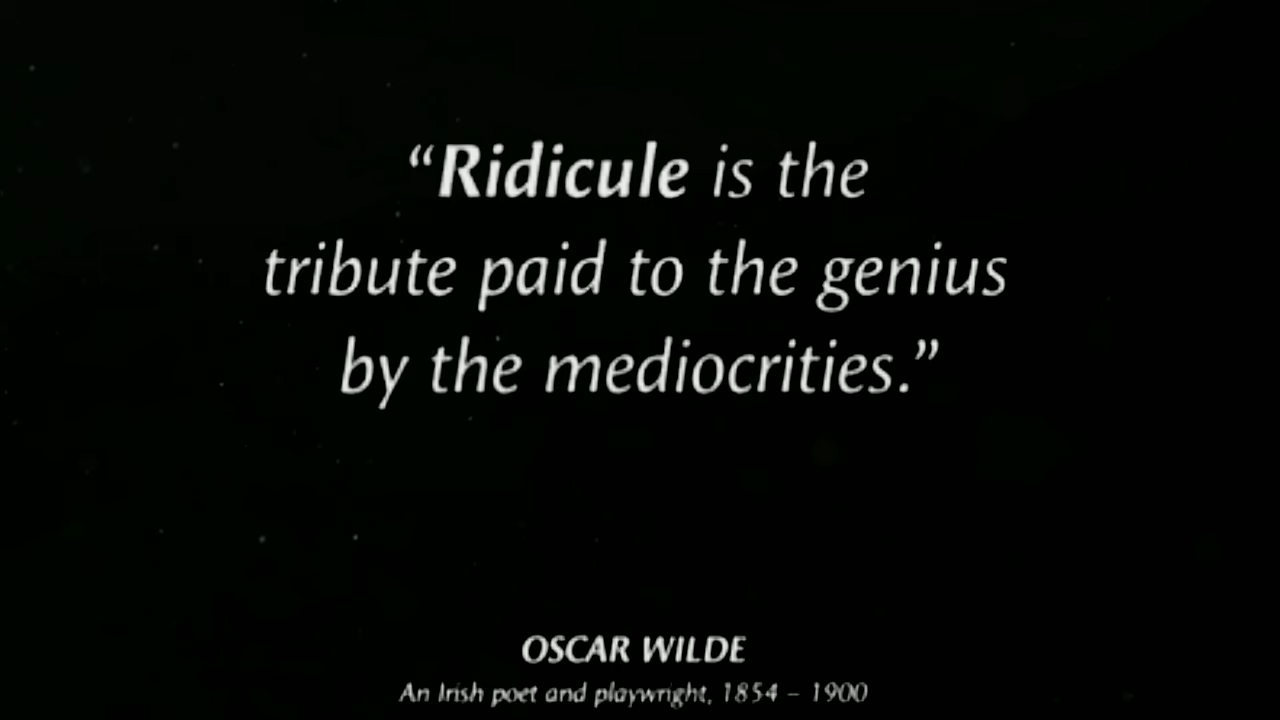 “Ridicule is the
tribute paid to the genius
by the mediocrities.”
OSCAR WILDE
An Irish poet and playwright, 1854 – 1900